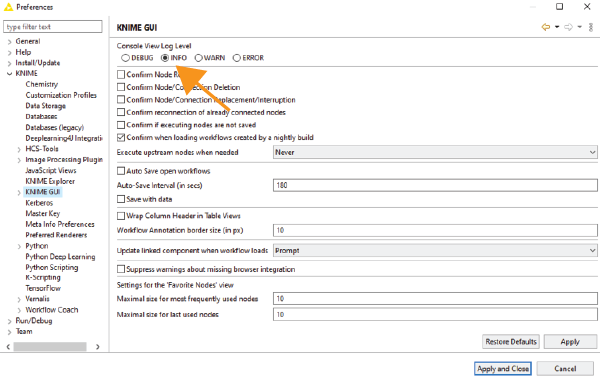 Preferences
type filter text
General
Help
Install/Update
KNIME
Chemistry
Customization Profiles
Data Storage
Databases
Databases (legacy)
Deeplearning4J Integrati
HCS-Tools
Image Processing Plugin
JavaScript Views
KNIME Explorer
KNIME GUI
Kerberos
Master Key
Meta Info Preferences
Preferred Renderers
Python
Python Deep Learning
Python Scripting
R-Scripting
TensorFlow
Vernalis
Workflow Coach
Run/Debug
Team
KNIME GUI
Console View Log Level
DEBUG INFO WARN ERROR
Confirm Node
Confirm Node/Connection Deletion
Confirm Node/Connection Replacement/Interruption
Confirm reconnection of already connected nodes
Confirm if executing nodes are not saved
Confirm when loading workflows created by a nightly build
Execute upstream nodes when needed Never
Auto Save open workflows
Auto-Save Interval (in secs) 180
Save with data
Wrap Column Header in Table Views
Workflow Annotation border size (in px) 10
Update linked component when workflow loads Prompt
Suppress warnings about missing browser integration
Settings for the 'Favorite Nodes' view
Maximal size for most frequently used nodes 10
Maximal size for last used nodes 10
Restore Defaults Apply
Apply and Close Cancel